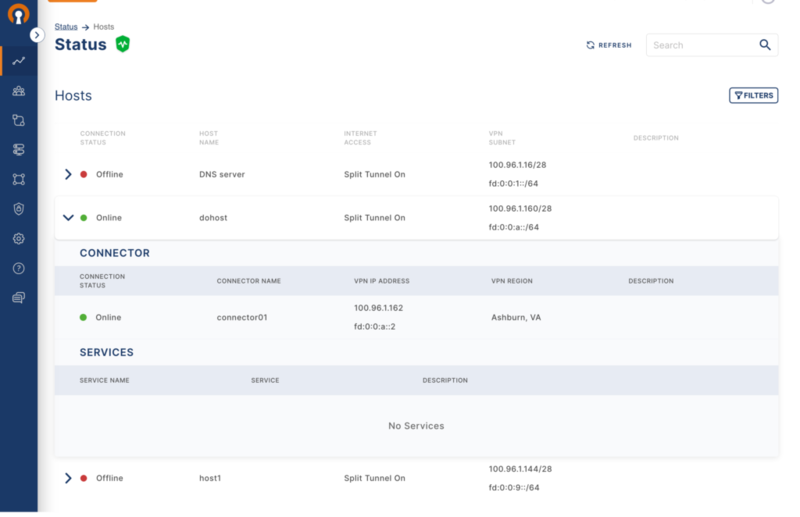 Status → Hosts
Status
REFRESH
Search
Hosts
FILTERS
CONNECTION STATUS HOST NAME INTERNET ACCESS VPN SUBNET DESCRIPTION
Offline DNS server Split Tunnel On 100.96.1.16/28
fd:0:0:1::/64
Online dohost Split Tunnel On 100.96.1.160/28
fd:0:0:a::/64
CONNECTOR
CONNECTION STATUS CONNECTOR NAME VPN IP ADDRESS VPN REGION DESCRIPTION
Online connector01 100.96.1.162 Ashburn, VA
fd:0:0:a::2
SERVICES
SERVICE NAME SERVICE DESCRIPTION
No Services
Offline host1 Split Tunnel On 100.96.1.144/28
fd:0:0:9::/64